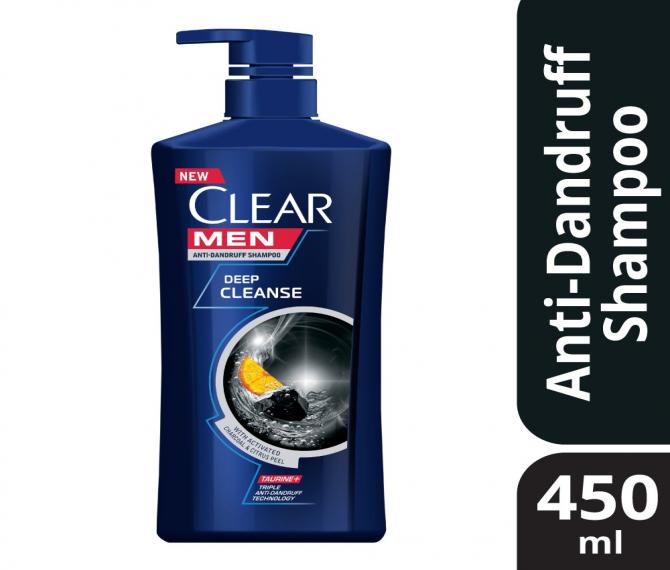 NEW
CLEAR
MEN
ANTI-DANDRUFF SHAMPOO
DEEP
CLEANSE
WITH ACTIVATED
CHARCOAL & CITRUS PEEL
TAURINE+
TRIPLE
ANTI-DANDRUFF
TECHNOLOGY
Anti-Dandruff
Shampoo
450
ml